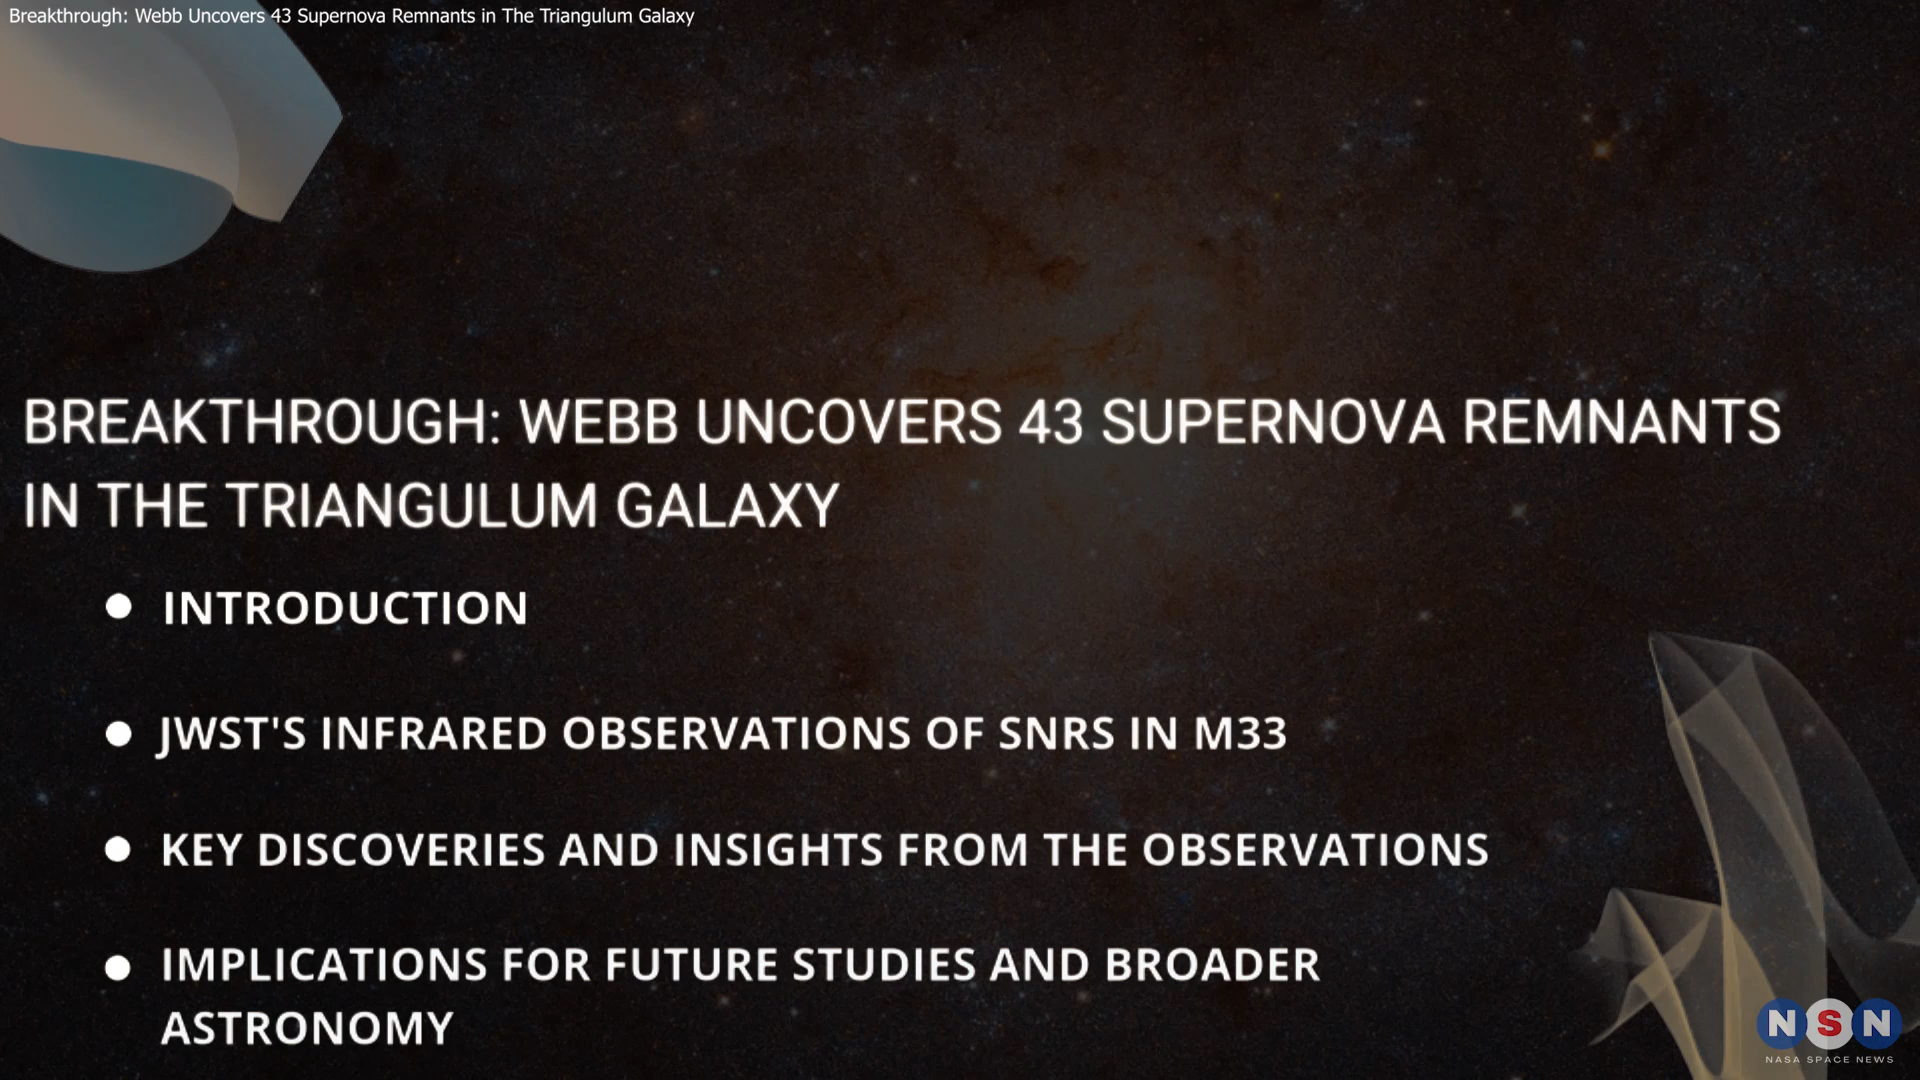 Breakthrough: Webb Uncovers 43 Supernova Remnants in The Triangulum Galaxy
BREAKTHROUGH: WEBB UNCOVERS 43 SUPERNOVA REMNANTS
IN THE TRIANGULUM GALAXY
INTRODUCTION
JWST'S INFRARED OBSERVATIONS OF SNRS IN M33
KEY DISCOVERIES AND INSIGHTS FROM THE OBSERVATIONS
IMPLICATIONS FOR FUTURE STUDIES AND BROADER
ASTRONOMY
NSN
NASA SPACE NEWS